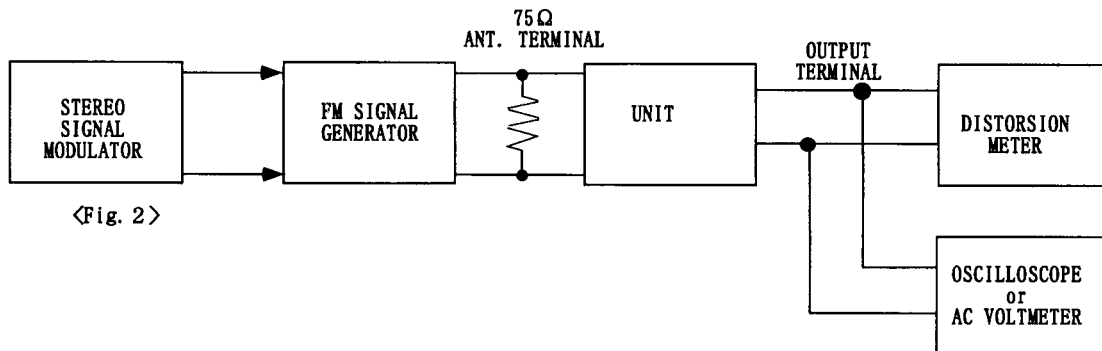 75Ω
ANT. TERMINAL
STEREO
SIGNAL
MODULATOR
FM SIGNAL
GENERATOR
UNIT
OUTPUT
TERMINAL
DISTORSION
METER
<Fig. 2>
OSCILLOSCOPE
or
AC VOLTMETER